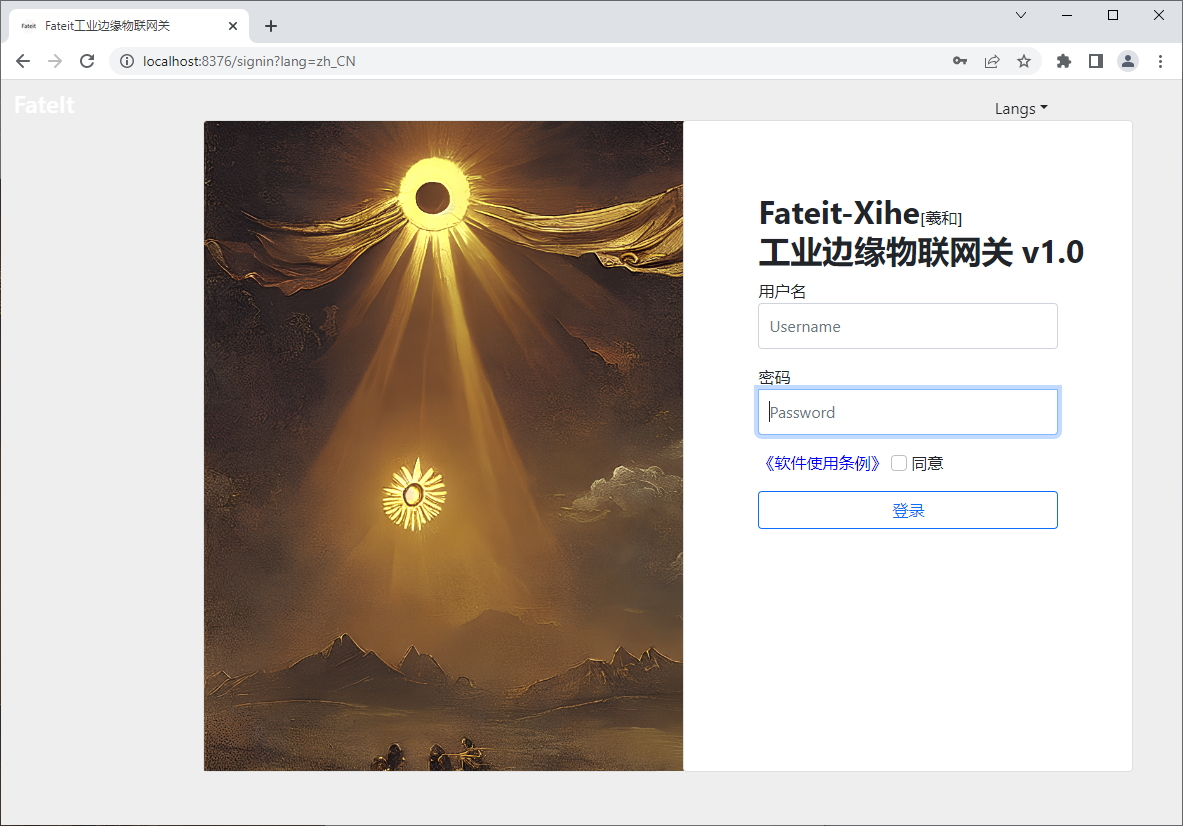 Fateit Fateit工业边缘物联网关
localhost:8376/signin?lang=zh_CN
FateIt
Langs
Fateit-Xihe[羲和]
工业边缘物联网关 v1.0
用户名
Username
密码
Password
《软件使用条例》 同意
登录